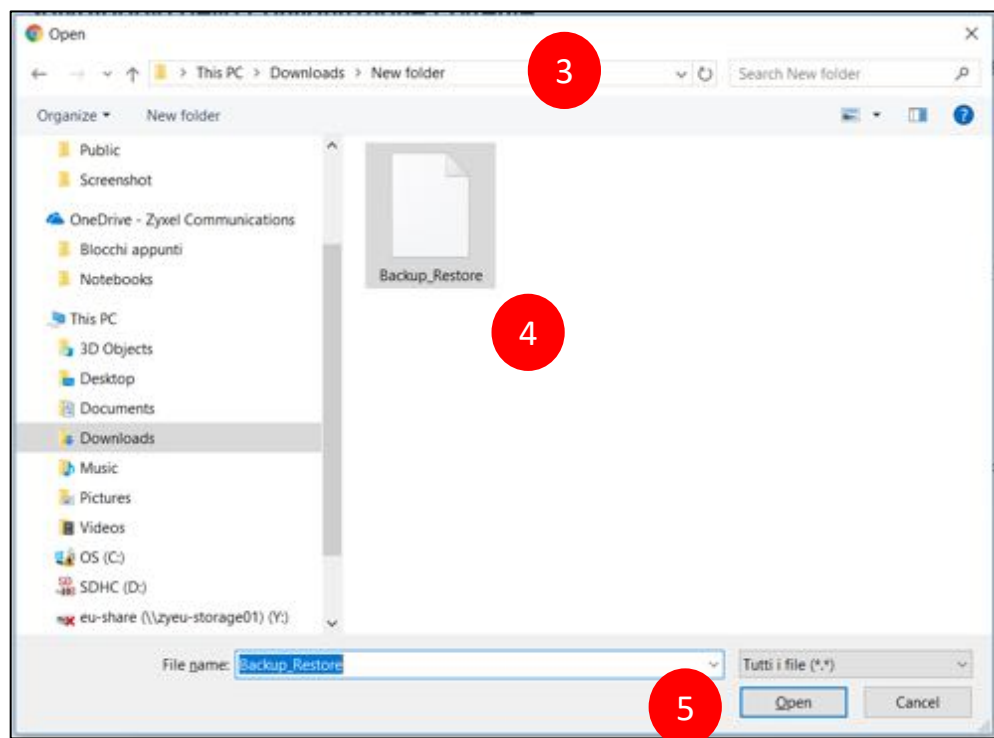 Open
This PC > Downloads > New folder
3
Search New folder
Organize
New folder
Public
Screenshot
OneDrive - Zyxel Communications
Blocchi appunti
Notebooks
This PC
3D Objects
Desktop
Documents
Downloads
Music
Pictures
Videos
OS (C:)
SDHC (D:)
eu-share (\\zyeu-storage01) (Y:)
Backup_Restore
4
File name: Backup_Restore
Tutti i file (*.*)
5
Open
Cancel